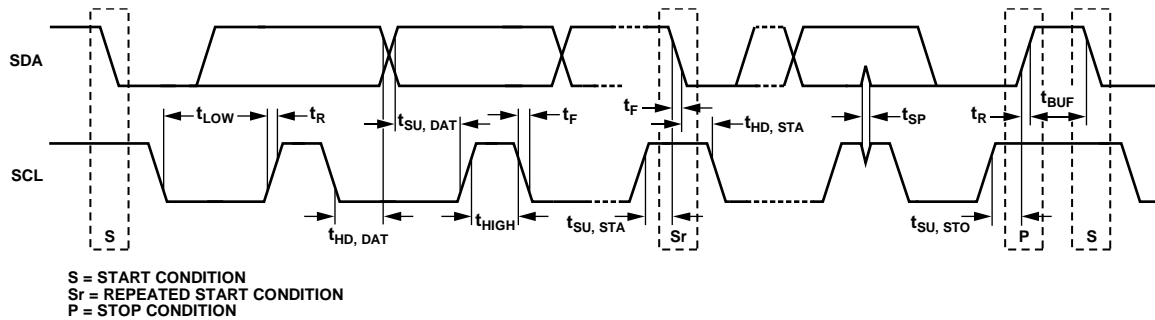 SDA
tLOW
tR
tSU, DAT
tF
tF
tHD, STA
tSP
tR
tBUF
SCL
S
tHD, DAT
tHIGH
tSU, STA
Sr
tSU, STO
P
S
S = START CONDITION
Sr = REPEATED START CONDITION
P = STOP CONDITION